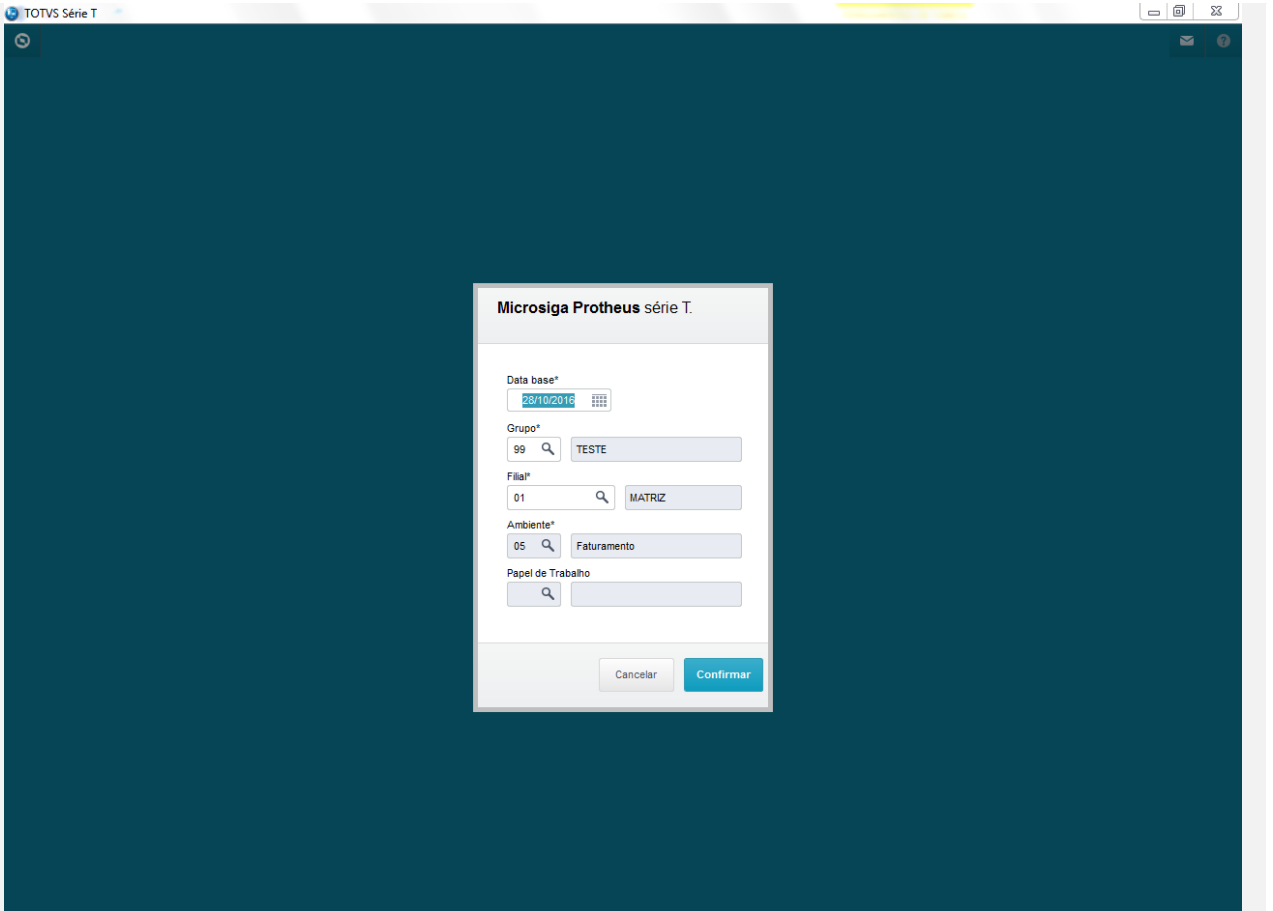 TOTVS Série T
Microsiga Protheus série T.
Data base*
28/10/2016
Grupo*
99 TESTE
Filial*
01 MATRIZ
Ambiente*
05 Faturamento
Papel de Trabalho
Cancelar Confirmar